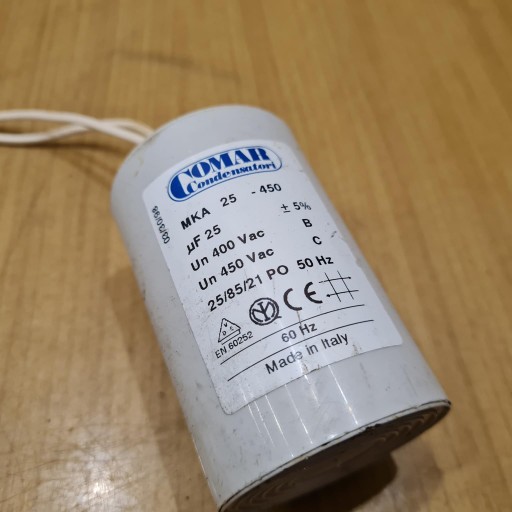 COMAR
Condensatori
MKA 25 - 450
µF 25 ± 5%
Un 400 Vac B
Un 450 Vac C
25/85/21 PO 50 Hz
EN 60252
60 Hz
Made in Italy
CE